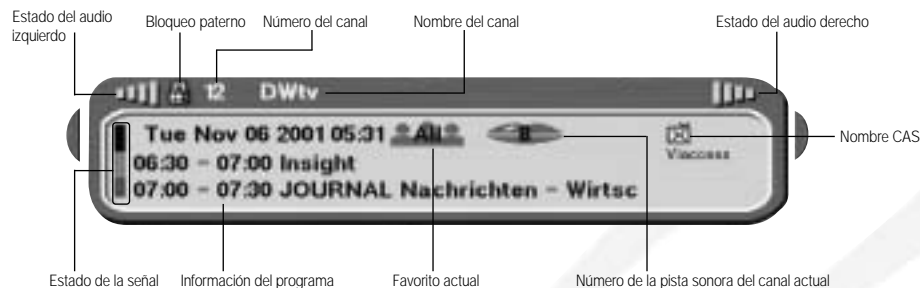 Estado del audio izquierdo
Bloqueo paterno
Número del canal
Nombre del canal
Estado del audio derecho
12 DWtv
Tue Nov 06 2001 05:31 All II
Viaccess
Nombre CAS
06:30 - 07:00 Insight
07:00 - 07:30 JOURNAL Nachrichten - Wirtsc
Estado de la señal
Información del programa
Favorito actual
Número de la pista sonora del canal actual